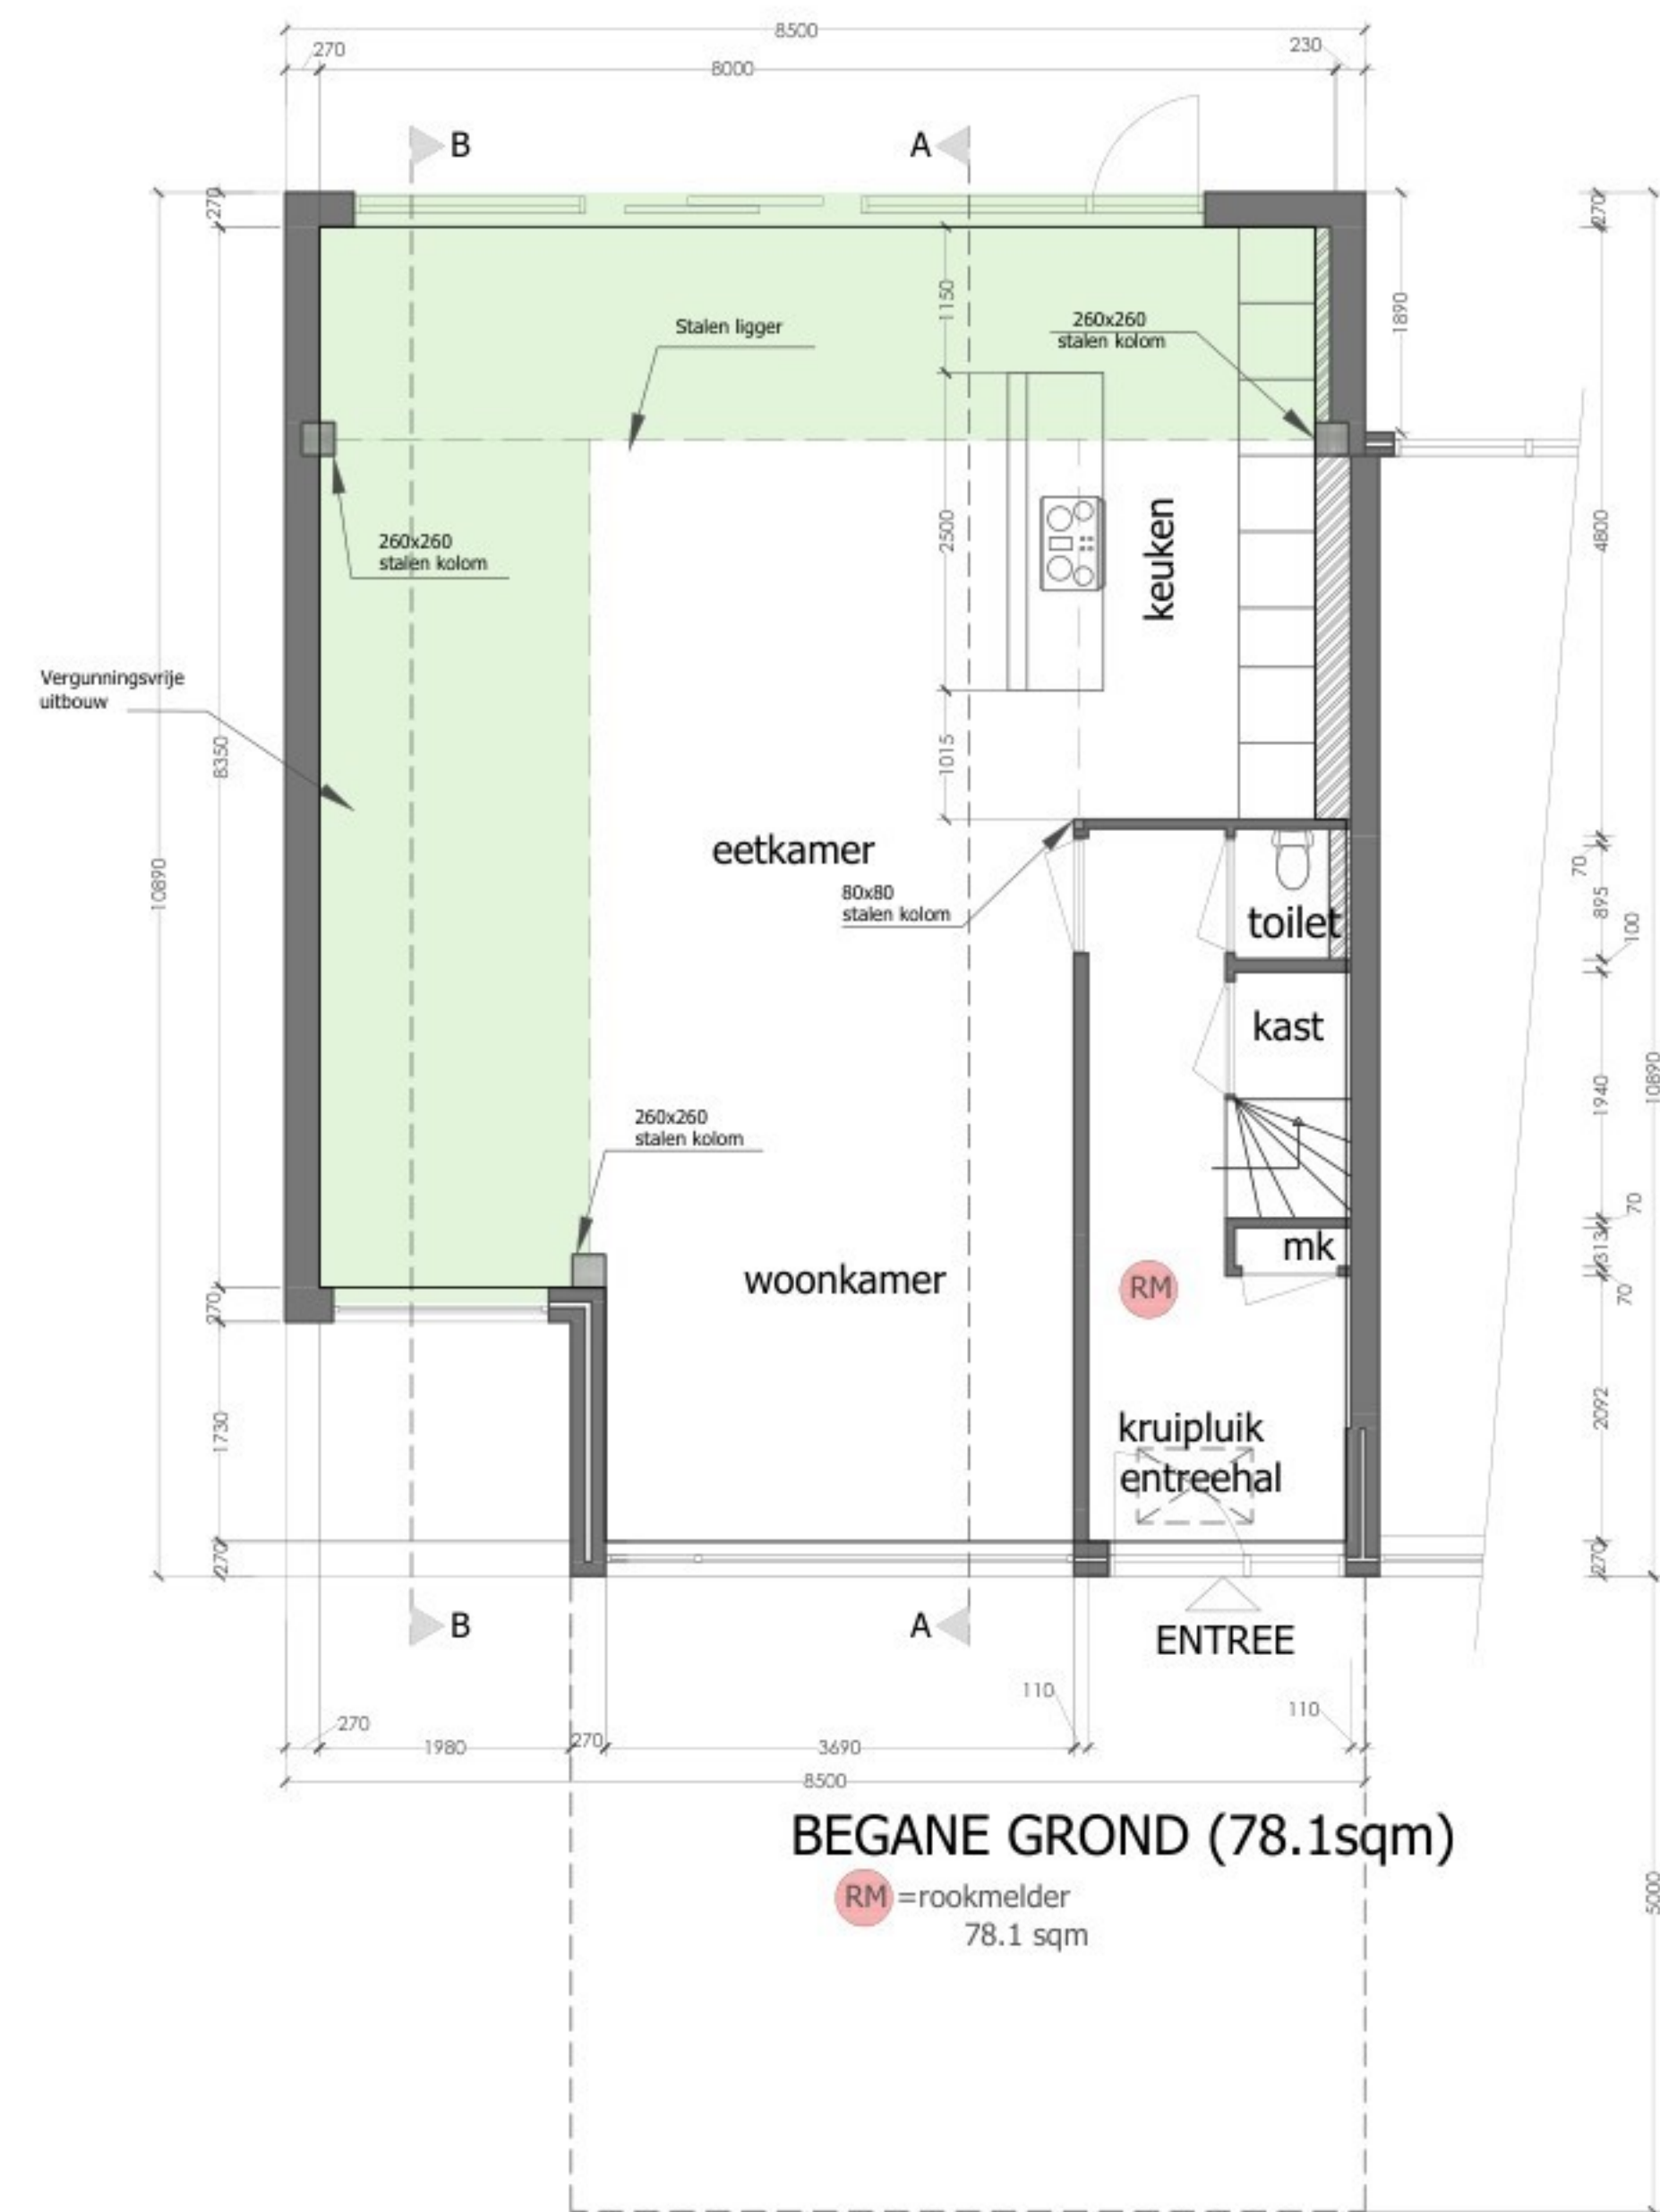 8500
270
230
8000
B
A
270
270
1150
1890
Stalen ligger
260x260
stalen kolom
2500
keuken
4800
260x260
stalen kolom
Vergunningsvrije
uitbouw
8350
1015
10890
eetkamer
80x80
stalen kolom
70
895
toilet
100
kast
10890
1940
260x260
stalen kolom
70
mk
313
woonkamer
RM
70
270
kruipluik
2092
1730
entreehal
270
270
B
A
ENTREE
110
110
270
1980
270
3690
8500
BEGANE GROND (78.1sqm)
RM =rookmelder
78.1 sqm
5000